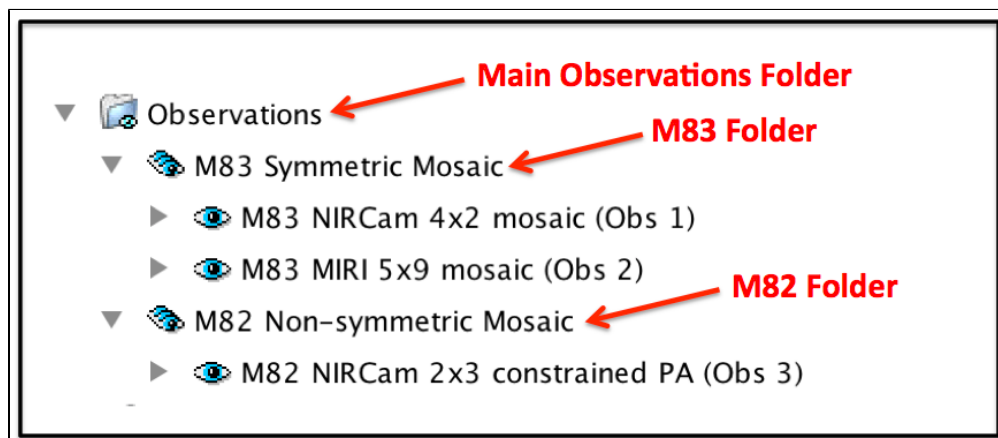 Main Observations Folder
Observations
M83 Folder
M83 Symmetric Mosaic
M83 NIRCam 4x2 mosaic (Obs 1)
M83 MIRI 5x9 mosaic (Obs 2)
M82 Folder
M82 Non-symmetric Mosaic
M82 NIRCam 2x3 constrained PA (Obs 3)